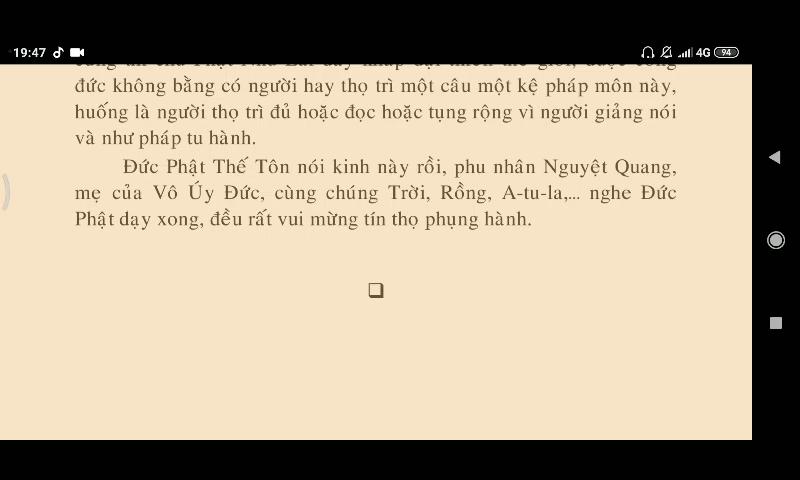 19:47
4G 94
đức không bằng có người hay thọ trì một câu một kệ pháp môn này,
huống là người thọ trì đủ hoặc đọc hoặc tụng rộng vì người giảng nói
và như pháp tu hành.
Đức Phật Thế Tôn nói kinh này rồi, phu nhân Nguyệt Quang,
mẹ của Vô Úy Đức, cùng chúng Trời, Rồng, A-tu-la,... nghe Đức
Phật dạy xong, đều rất vui mừng tín thọ phụng hành.